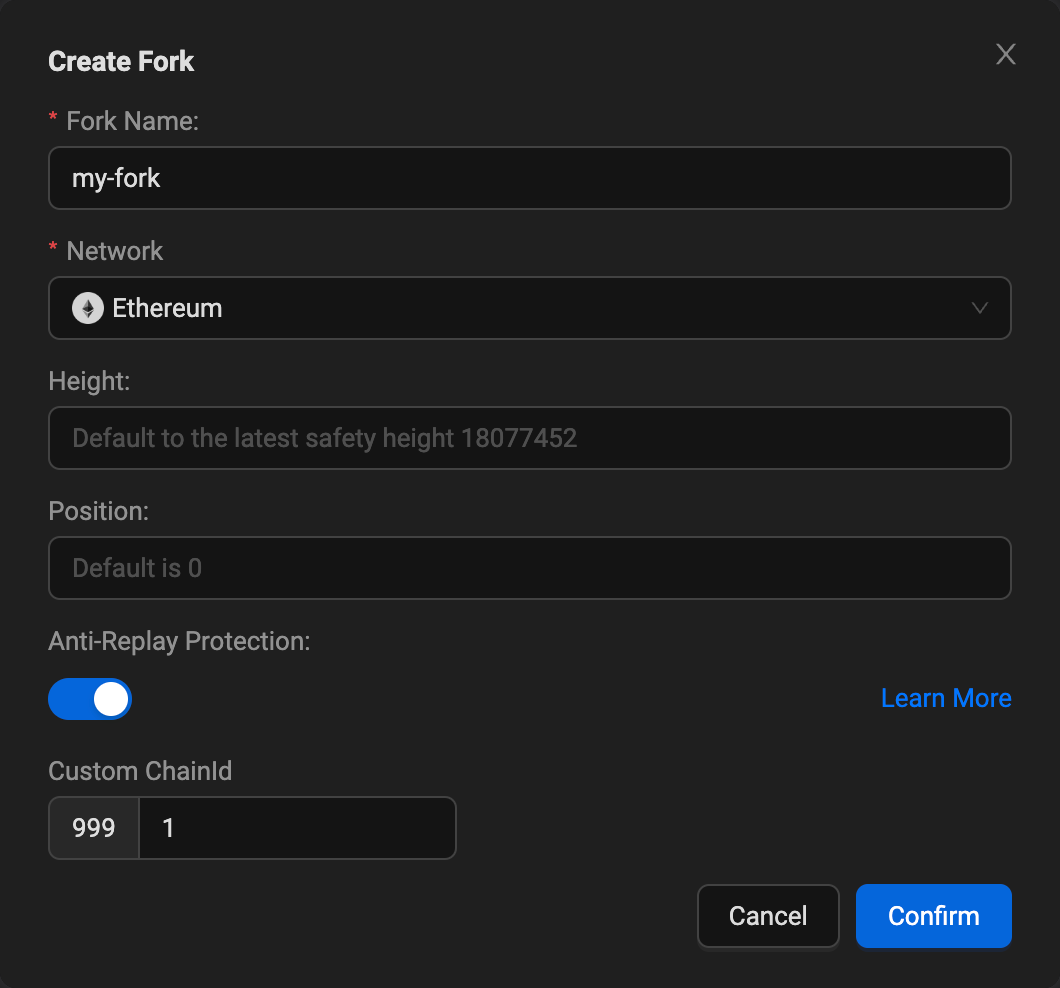 Create Fork
* Fork Name:
my-fork
* Network
Ethereum
Height:
Default to the latest safety height 18077452
Position:
Default is 0
Anti-Replay Protection:
Learn More
Custom ChainId
999 1
Cancel Confirm